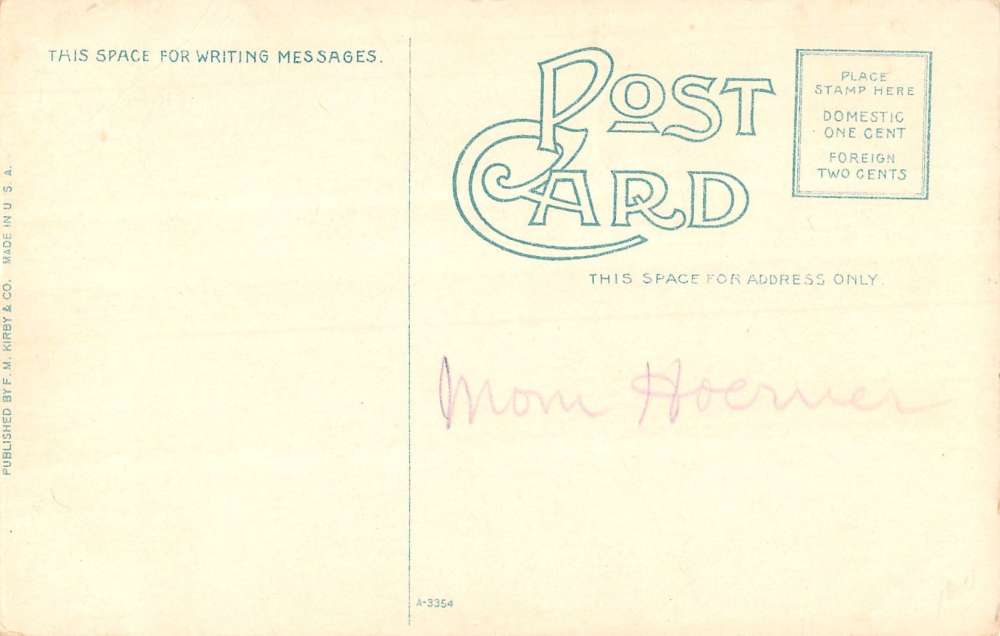 THIS SPACE FOR WRITING MESSAGES.
POST
CARD
PLACE
STAMP HERE
DOMESTIC
ONE CENT
FOREIGN
TWO CENTS
THIS SPACE FOR ADDRESS ONLY.
Mom Hoerner
PUBLISHED BY F. M. KIRBY & CO. MADE IN U. S. A.
A-3354